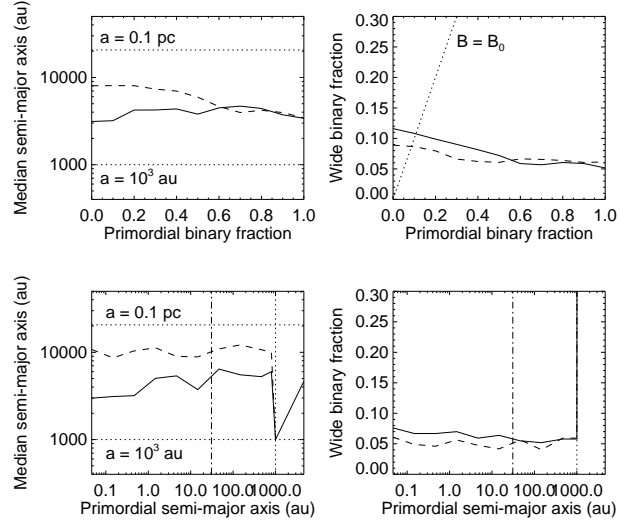 a = 0.1 pc
10000
1000
a = 10³ au
Median semi-major axis (au)
0.0 0.2 0.4 0.6 0.8 1.0
Primordial binary fraction
0.30
0.25
0.20
0.15
0.10
0.05
0.00
B = B₀
Wide binary fraction
0.0 0.2 0.4 0.6 0.8 1.0
Primordial binary fraction
a = 0.1 pc
10000
1000
a = 10³ au
Median semi-major axis (au)
0.1 1.0 10.0 100.0 1000.0
Primordial semi-major axis (au)
0.30
0.25
0.20
0.15
0.10
0.05
0.00
Wide binary fraction
0.1 1.0 10.0 100.0 1000.0
Primordial semi-major axis (au)